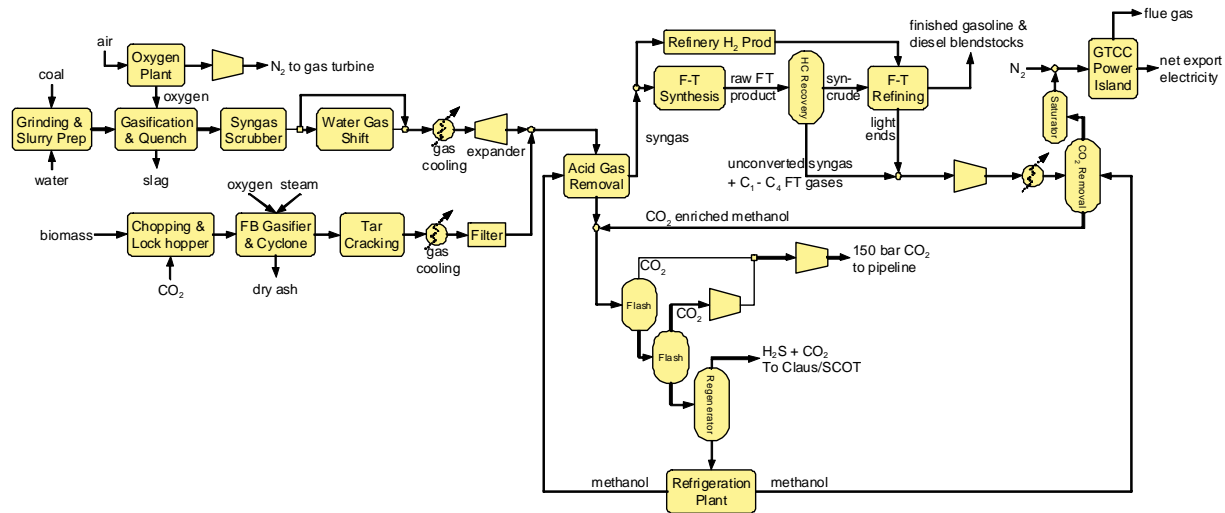 air
Oxygen
Plant
N2 to gas turbine
coal
oxygen
Grinding &
Slurry Prep
Gasification
& Quench
Syngas
Scrubber
Water Gas
Shift
gas
cooling
expander
water
slag
oxygen steam
biomass
Chopping &
Lock hopper
FB Gasifier
& Cyclone
Tar
Cracking
gas
cooling
Filter
CO2
dry ash
Acid Gas
Removal
syngas
Refinery H2 Prod
F-T
Synthesis
raw FT
product
HC Recovery
syn-
crude
F-T
Refining
finished gasoline &
diesel blendstocks
light
ends
unconverted syngas
+ C1 - C4 FT gases
N2
Saturator
CO2 Removal
GTCC
Power
Island
flue gas
net export
electricity
CO2 enriched methanol
CO2
150 bar CO2
to pipeline
Flash
CO2
Flash
H2S + CO2
To Claus/SCOT
Regenerator
methanol
Refrigeration
Plant
methanol